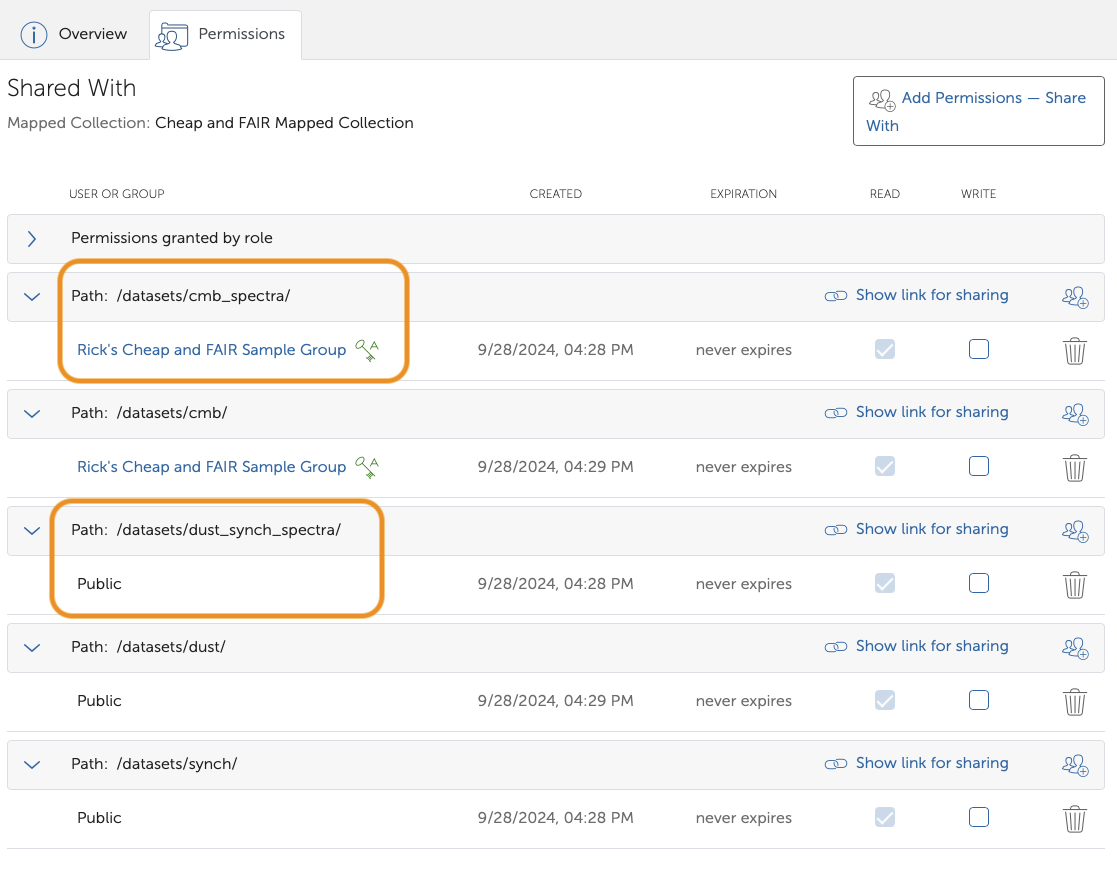 Overview
Permissions
Shared With
Mapped Collection: Cheap and FAIR Mapped Collection
Add Permissions — Share
With
USER OR GROUP CREATED EXPIRATION READ WRITE
Permissions granted by role
Path: /datasets/cmb_spectra/ Show link for sharing
Rick's Cheap and FAIR Sample Group 9/28/2024, 04:28 PM never expires
Path: /datasets/cmb/ Show link for sharing
Rick's Cheap and FAIR Sample Group 9/28/2024, 04:29 PM never expires
Path: /datasets/dust_synch_spectra/ Show link for sharing
Public 9/28/2024, 04:28 PM never expires
Path: /datasets/dust/ Show link for sharing
Public 9/28/2024, 04:29 PM never expires
Path: /datasets/synch/ Show link for sharing
Public 9/28/2024, 04:28 PM never expires